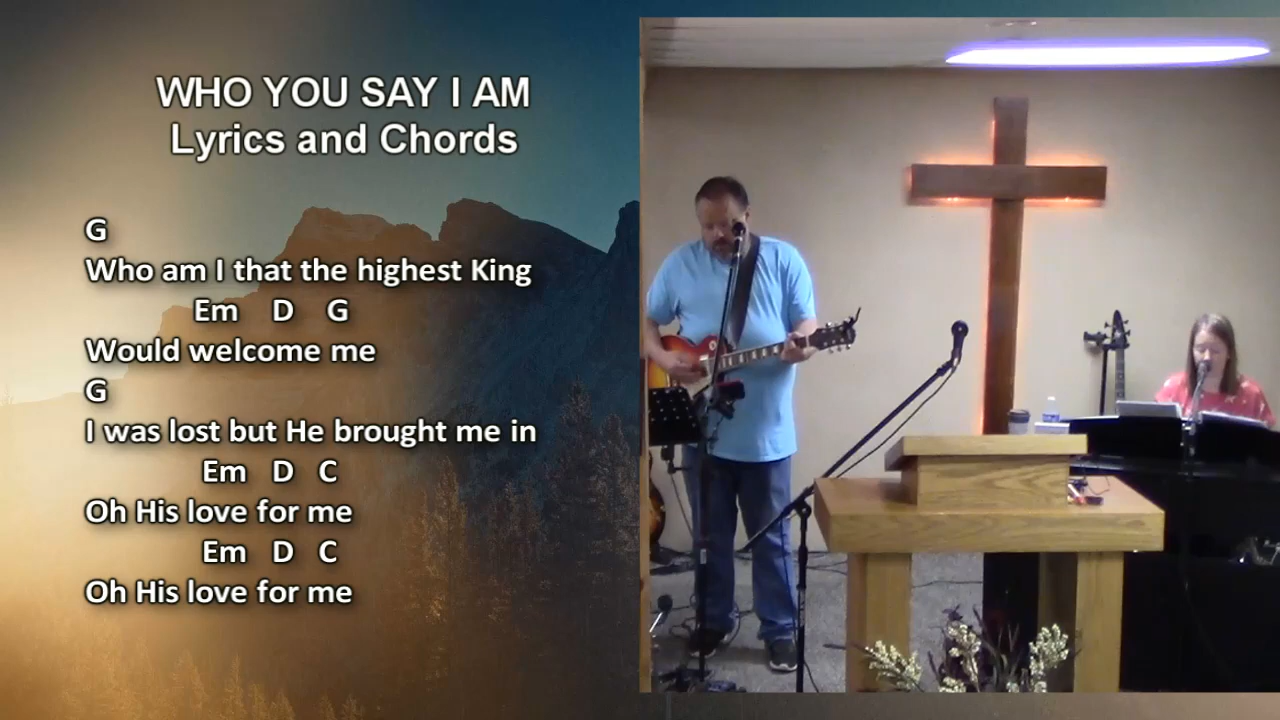 WHO YOU SAY I AM
Lyrics and Chords
G
Who am I that the highest King
Em D G
Would welcome me
G
I was lost but He brought me in
Em D C
Oh His love for me
Em D C
Oh His love for me